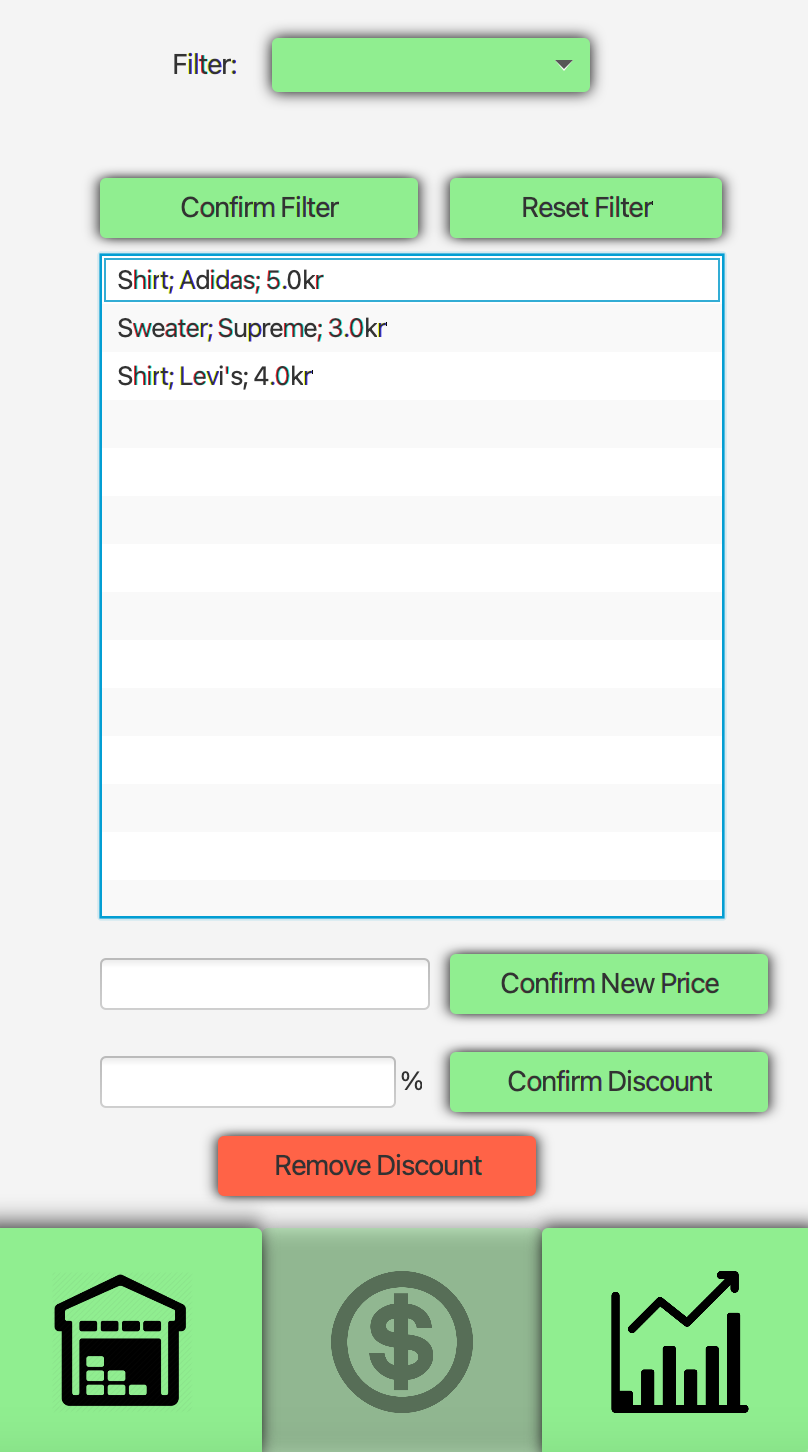 Filter:
Confirm Filter
Reset Filter
Shirt; Adidas; 5.0kr
Sweater; Supreme; 3.0kr
Shirt; Levi's; 4.0kr
Confirm New Price
%
Confirm Discount
Remove Discount
$